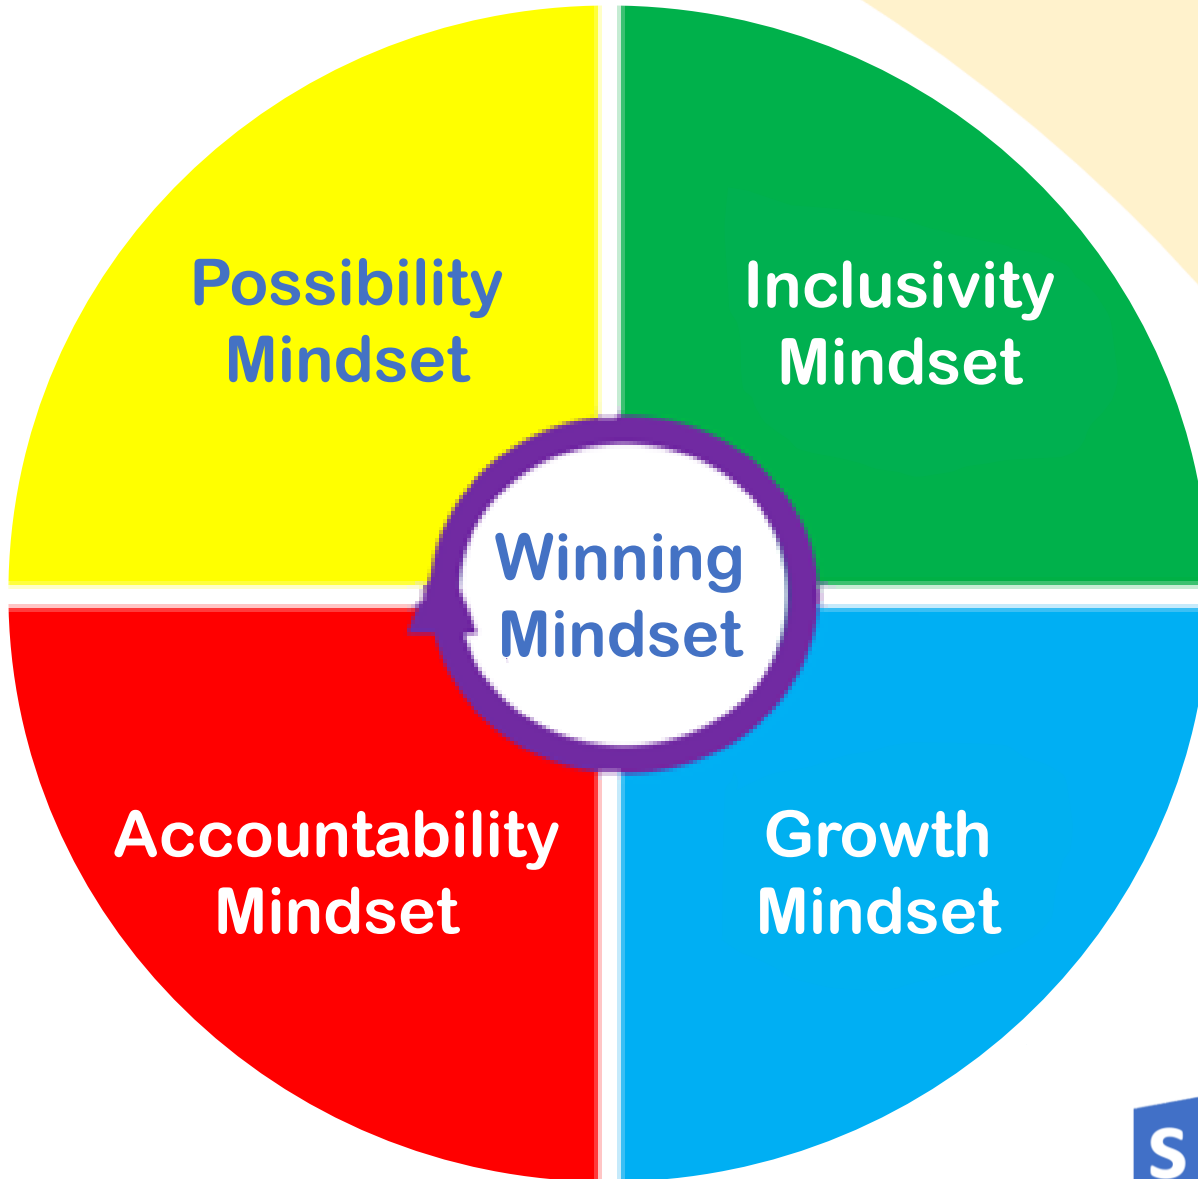 Possibility
Mindset
Inclusivity
Mindset
Winning
Mindset
Accountability
Mindset
Growth
Mindset
S